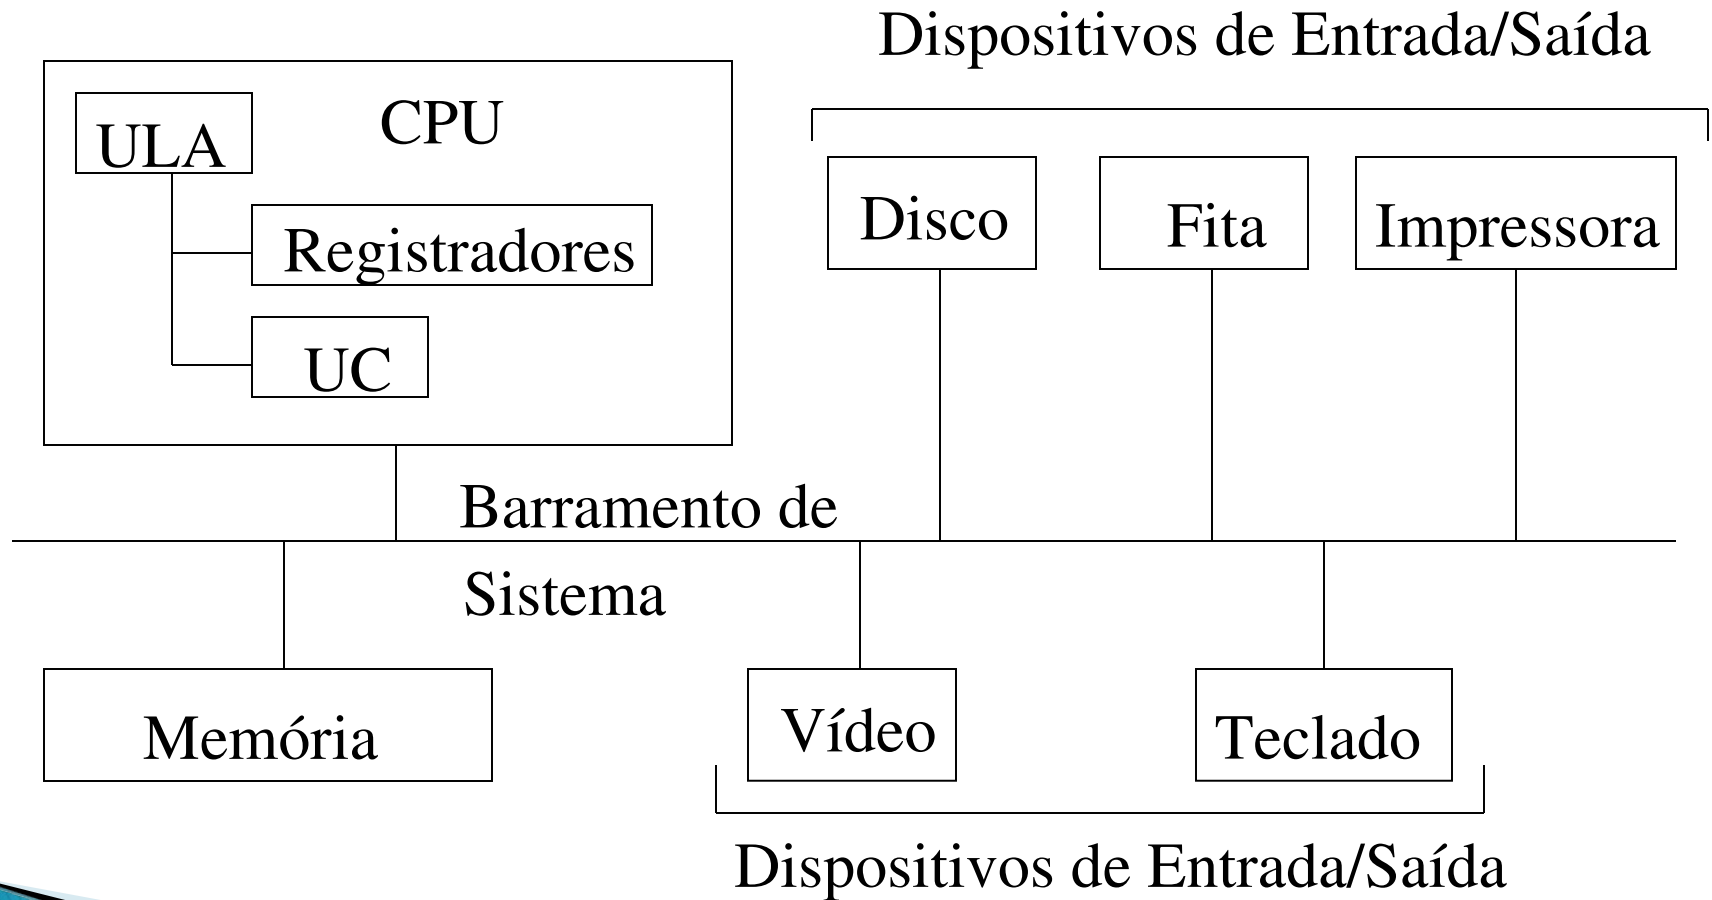 Dispositivos de Entrada/Saída
CPU
ULA
Registradores
UC
Disco
Fita
Impressora
Barramento de
Sistema
Memória
Vídeo
Teclado
Dispositivos de Entrada/Saída